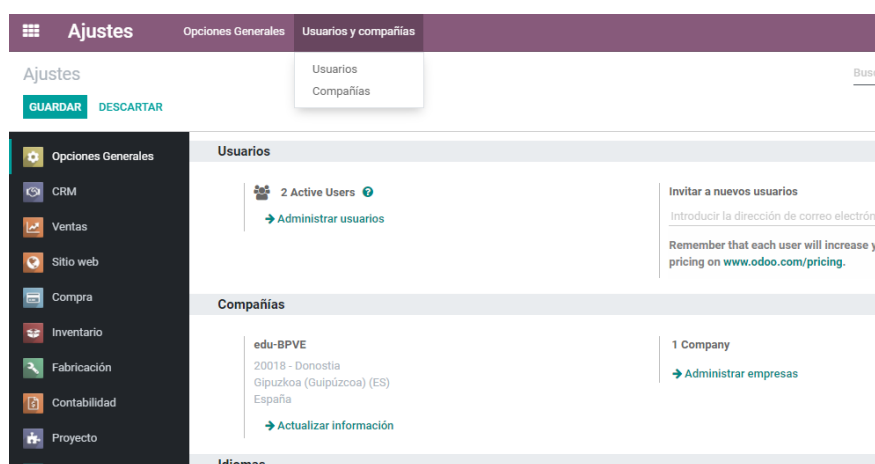 Ajustes
Opciones Generales
Usuarios y compañías
Usuarios
Compañías
Ajustes
GUARDAR
DESCARTAR
Opciones Generales
CRM
Ventas
Sitio web
Compra
Inventario
Fabricación
Contabilidad
Proyecto
Usuarios
2 Active Users
Administrar usuarios
Invitar a nuevos usuarios
Introducir la dirección de correo electrón
Remember that each user will increase y
pricing on www.odoo.com/pricing.
Compañías
edu-BPVE
20018 - Donostia
Gipuzkoa (Guipúzcoa) (ES)
España
Actualizar información
1 Company
Administrar empresas
Idiomas